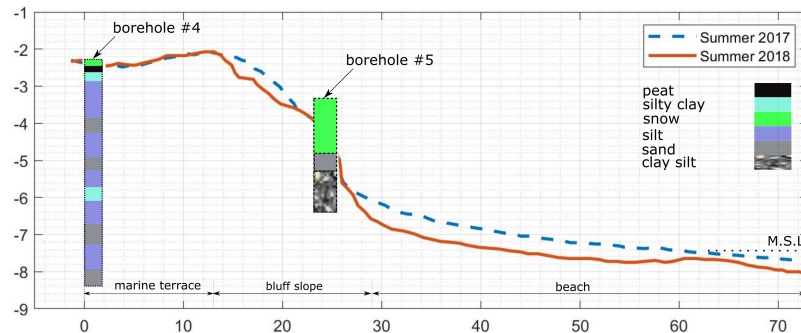 borehole #4
borehole #5
Summer 2017
Summer 2018
peat
silty clay
snow
silt
sand
clay silt
M.S.L
marine terrace
bluff slope
beach
-1
-2
-3
-4
-5
-6
-7
-8
-9
0 10 20 30 40 50 60 70